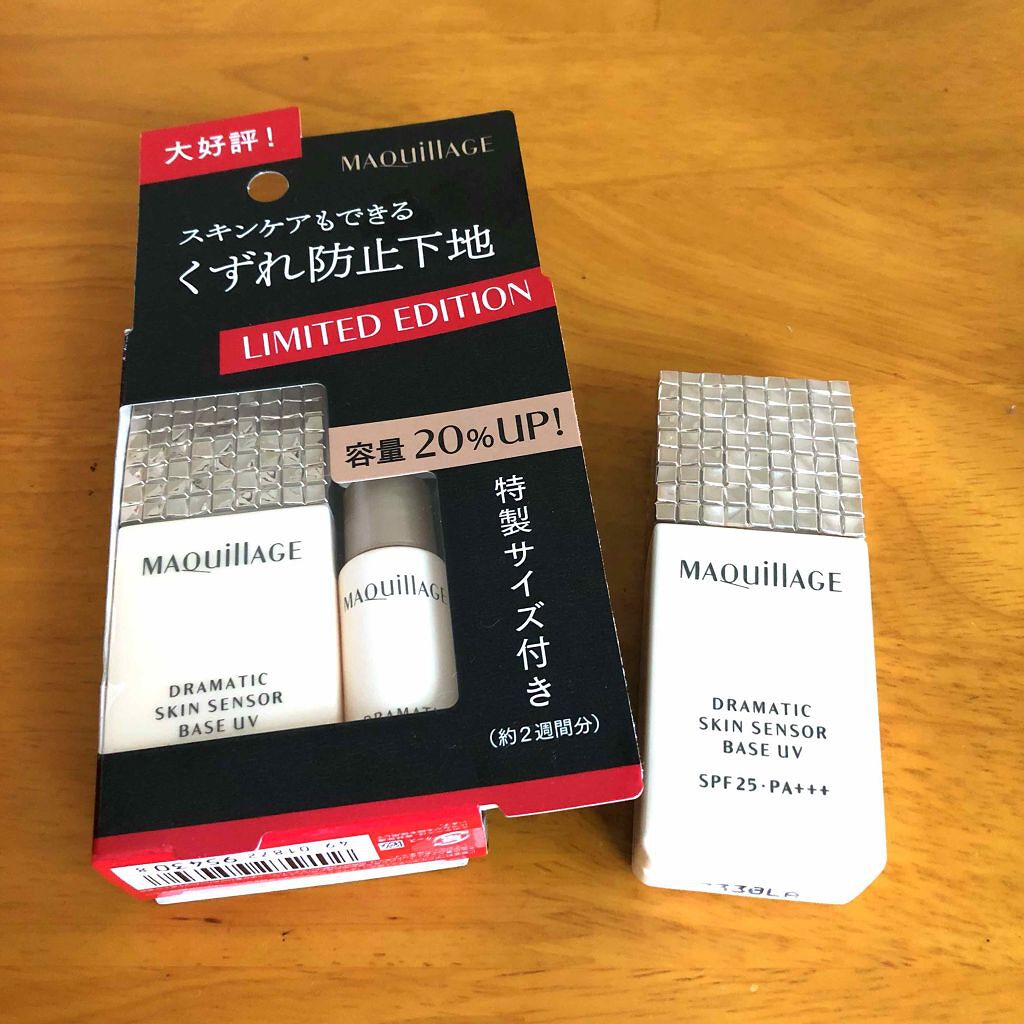 大好評!
MAQuillAGE
スキンケアもできる
くずれ防止下地
LIMITED EDITION
容量 20%UP!
特製サイズ付き
(約2週間分)
MAQuillAGE
DRAMATIC
SKIN SENSOR
BASE UV
MAQuillAGE
MAQuillAGE
DRAMATIC
SKIN SENSOR
BASE UV
SPF25・PA+++